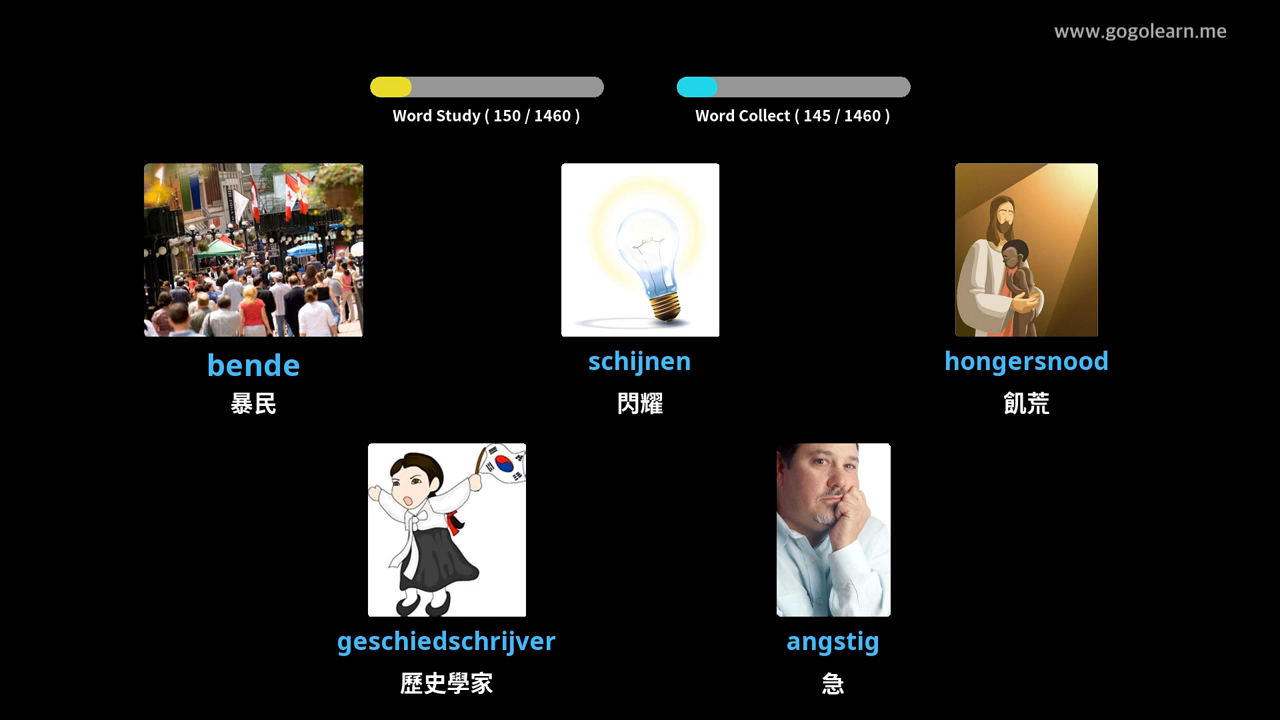 www.gogolearn.me
Word Study ( 150 / 1460 )
Word Collect ( 145 / 1460 )
bende
schijnen
hongersnood
暴民
閃耀
飢荒
geschiedschrijver
angstig
歷史學家
急